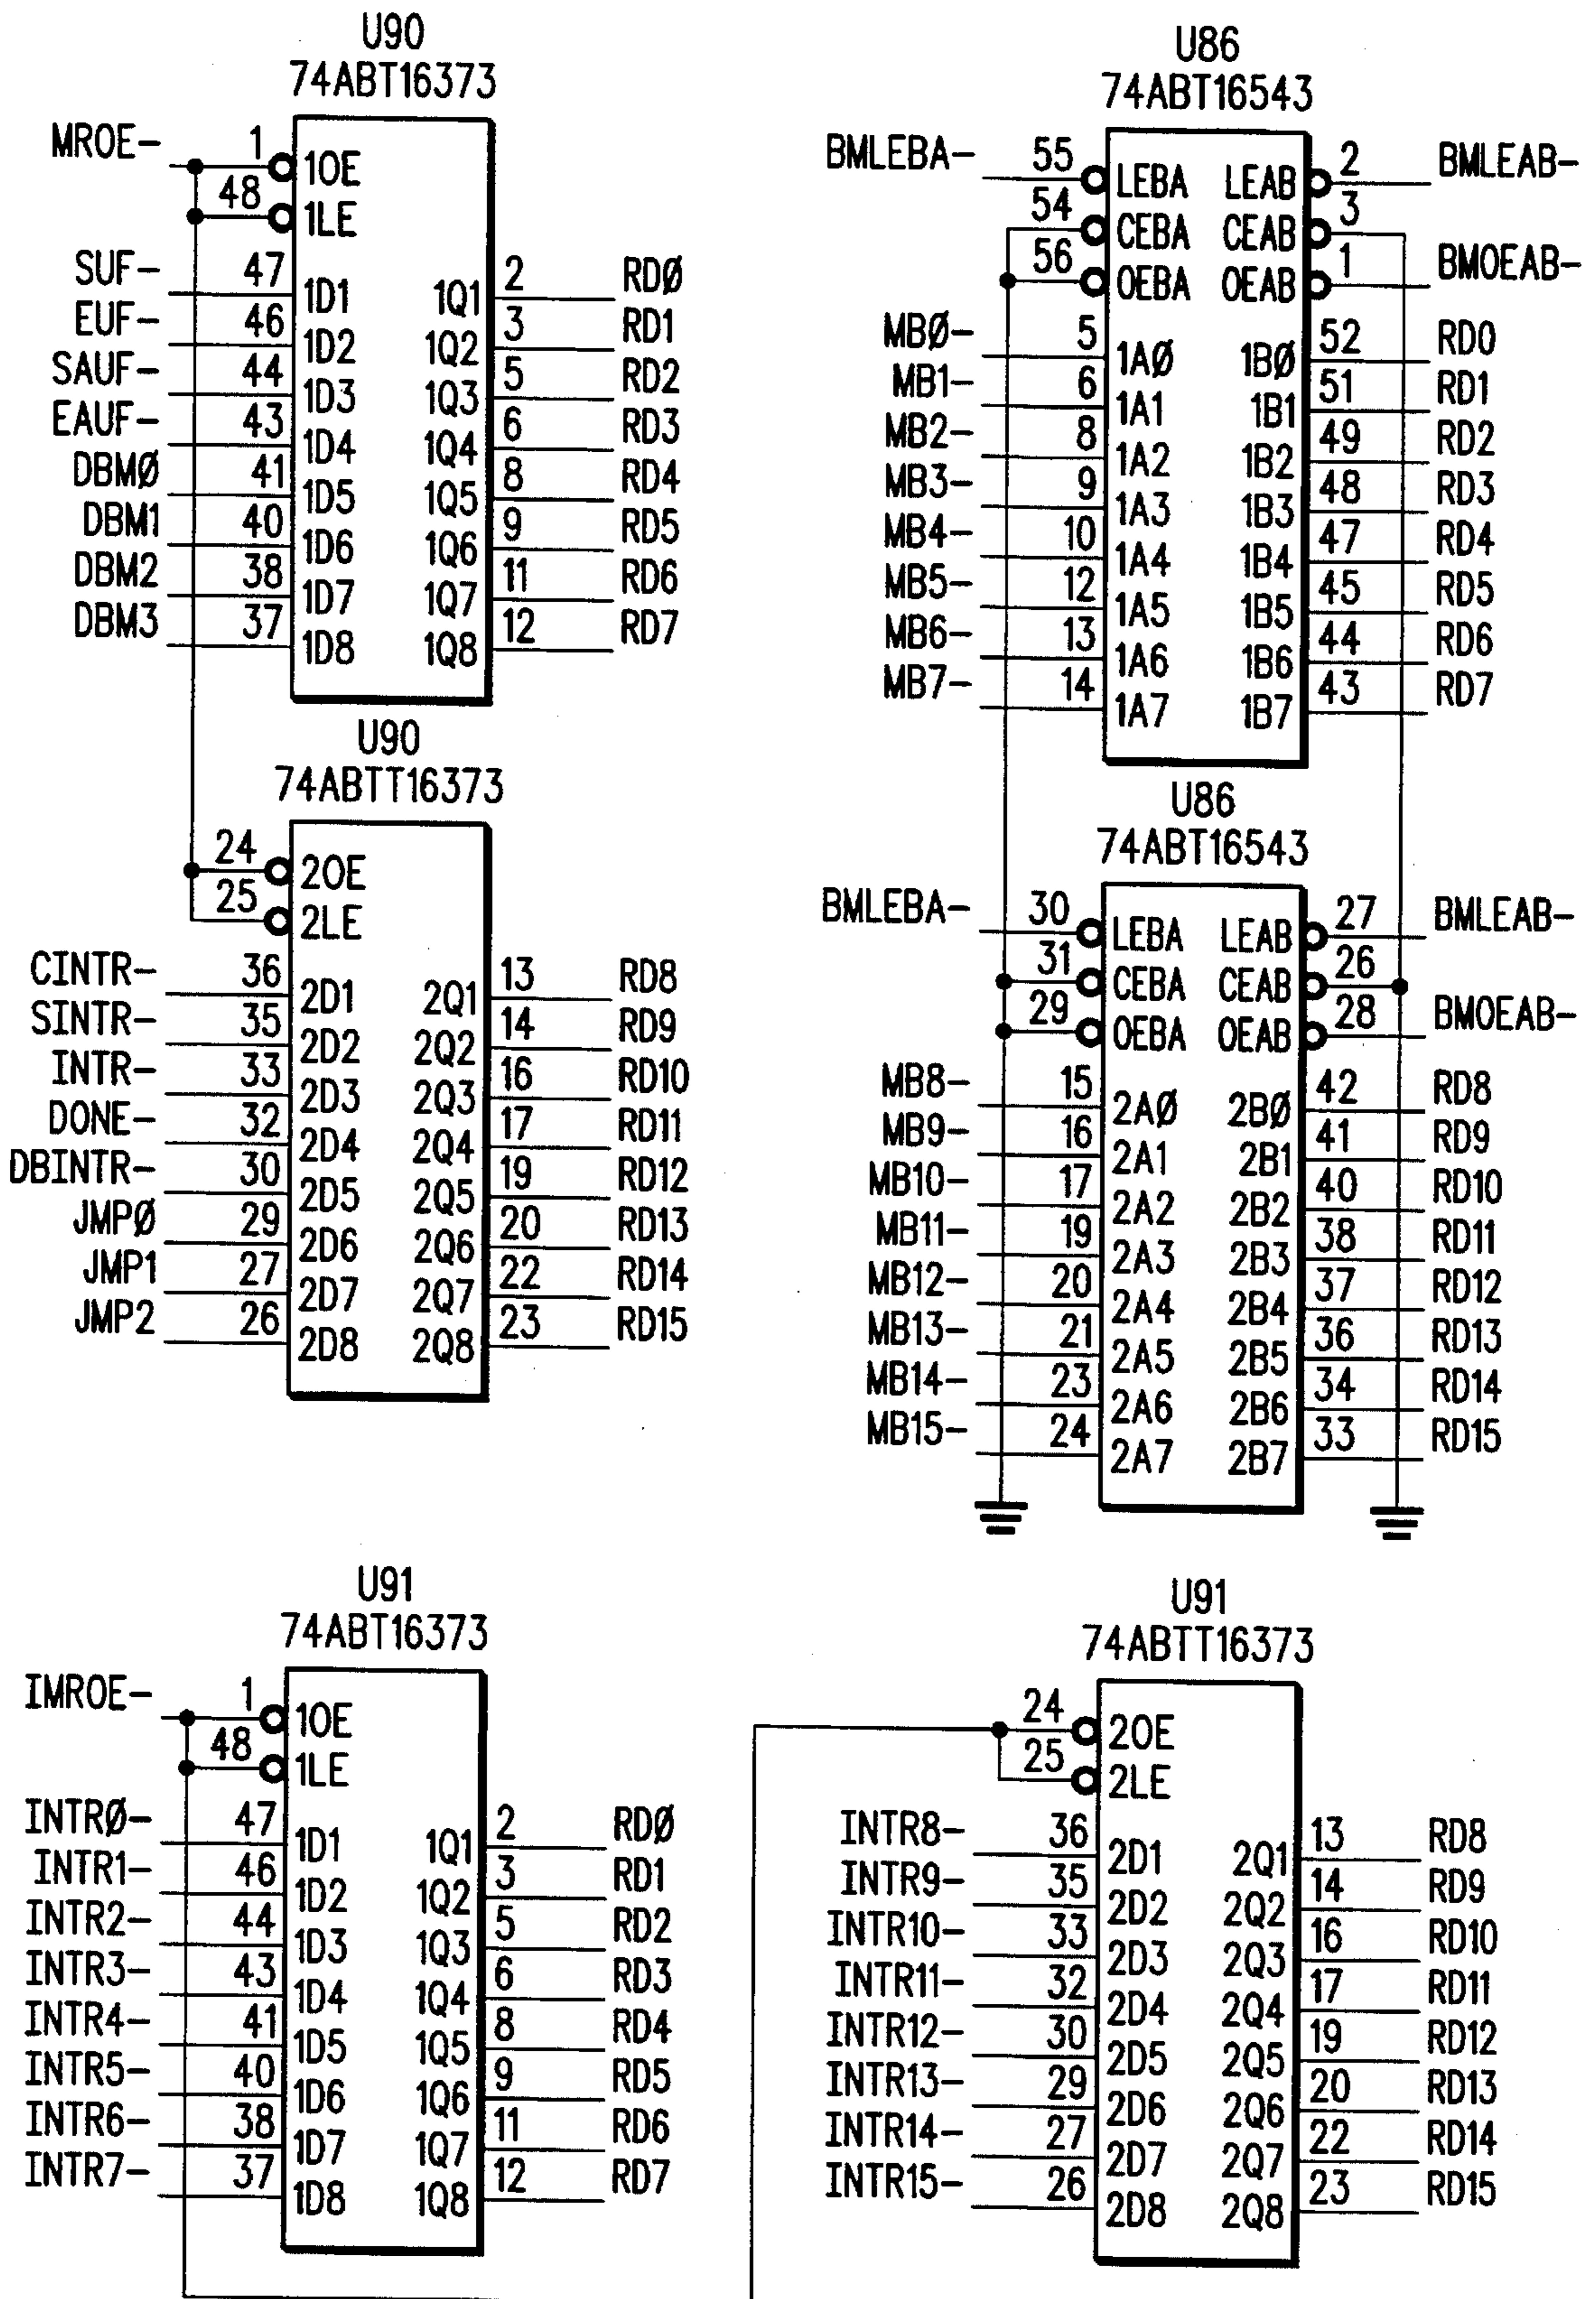 U90
74ABT16373
MROE- 1 1OE
48 1LE
SUF- 47 1D1 1Q1 2 RDØ
EUF- 46 1D2 1Q2 3 RD1
SAUF- 44 1D3 1Q3 5 RD2
EAUF- 43 1D4 1Q4 6 RD3
DBMØ 41 1D5 1Q5 8 RD4
DBM1 40 1D6 1Q6 9 RD5
DBM2 38 1D7 1Q7 11 RD6
DBM3 37 1D8 1Q8 12 RD7
U90
74ABTT16373
24 2OE
25 2LE
CINTR- 36 2D1 2Q1 13 RD8
SINTR- 35 2D2 2Q2 14 RD9
INTR- 33 2D3 2Q3 16 RD10
DONE- 32 2D4 2Q4 17 RD11
DBINTR- 30 2D5 2Q5 19 RD12
JMPØ 29 2D6 2Q6 20 RD13
JMP1 27 2D7 2Q7 22 RD14
JMP2 26 2D8 2Q8 23 RD15
U86
74ABT16543
BMLEBA- 55 LEBA LEAB 2 BMLEAB-
54 CEBA CEAB 3
56 OEBA OEAB 1 BMOEAB-
MBØ- 5 1AØ 1BØ 52 RD0
MB1- 6 1A1 1B1 51 RD1
MB2- 8 1A2 1B2 49 RD2
MB3- 9 1A3 1B3 48 RD3
MB4- 10 1A4 1B4 47 RD4
MB5- 12 1A5 1B5 45 RD5
MB6- 13 1A6 1B6 44 RD6
MB7- 14 1A7 1B7 43 RD7
U86
74ABT16543
BMLEBA- 30 LEBA LEAB 27 BMLEAB-
31 CEBA CEAB 26
29 OEBA OEAB 28 BMOEAB-
MB8- 15 2AØ 2BØ 42 RD8
MB9- 16 2A1 2B1 41 RD9
MB10- 17 2A2 2B2 40 RD10
MB11- 19 2A3 2B3 38 RD11
MB12- 20 2A4 2B4 37 RD12
MB13- 21 2A5 2B5 36 RD13
MB14- 23 2A6 2B6 34 RD14
MB15- 24 2A7 2B7 33 RD15
U91
74ABT16373
IMROE- 1 1OE
48 1LE
INTRØ- 47 1D1 1Q1 2 RDØ
INTR1- 46 1D2 1Q2 3 RD1
INTR2- 44 1D3 1Q3 5 RD2
INTR3- 43 1D4 1Q4 6 RD3
INTR4- 41 1D5 1Q5 8 RD4
INTR5- 40 1D6 1Q6 9 RD5
INTR6- 38 1D7 1Q7 11 RD6
INTR7- 37 1D8 1Q8 12 RD7
U91
74ABTT16373
24 2OE
25 2LE
INTR8- 36 2D1 2Q1 13 RD8
INTR9- 35 2D2 2Q2 14 RD9
INTR10- 33 2D3 2Q3 16 RD10
INTR11- 32 2D4 2Q4 17 RD11
INTR12- 30 2D5 2Q5 19 RD12
INTR13- 29 2D6 2Q6 20 RD13
INTR14- 27 2D7 2Q7 22 RD14
INTR15- 26 2D8 2Q8 23 RD15